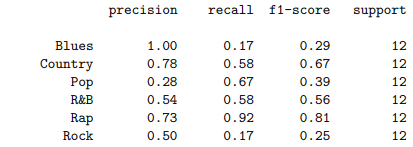 precision recall f1-score support
Blues 1.00 0.17 0.29 12
Country 0.78 0.58 0.67 12
Pop 0.28 0.67 0.39 12
R&B 0.54 0.58 0.56 12
Rap 0.73 0.92 0.81 12
Rock 0.50 0.17 0.25 12